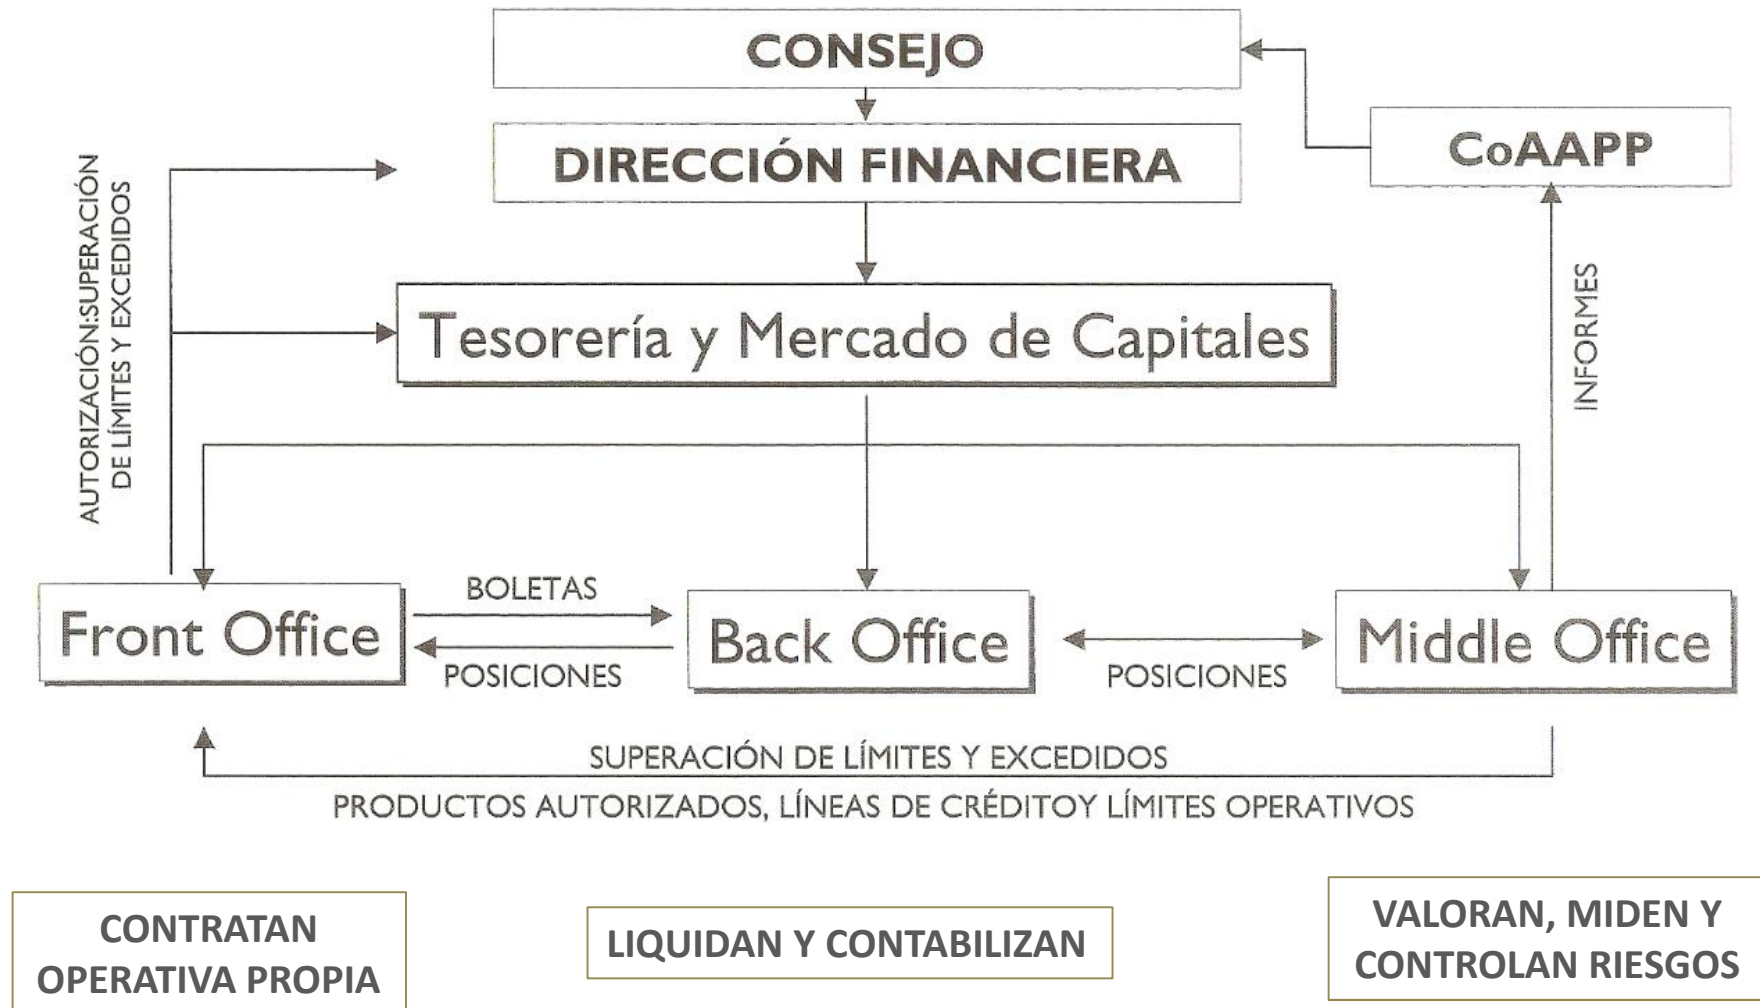 CONSEJO
DIRECCIÓN FINANCIERA
CoAAPP
AUTORIZACIÓN:SUPERACIÓN
DE LÍMITES Y EXCEDIDOS
Tesorería y Mercado de Capitales
INFORMES
Front Office
BOLETAS
POSICIONES
Back Office
POSICIONES
Middle Office
SUPERACIÓN DE LÍMITES Y EXCEDIDOS
PRODUCTOS AUTORIZADOS, LÍNEAS DE CRÉDITOY LÍMITES OPERATIVOS
CONTRATAN
OPERATIVA PROPIA
LIQUIDAN Y CONTABILIZAN
VALORAN, MIDEN Y
CONTROLAN RIESGOS